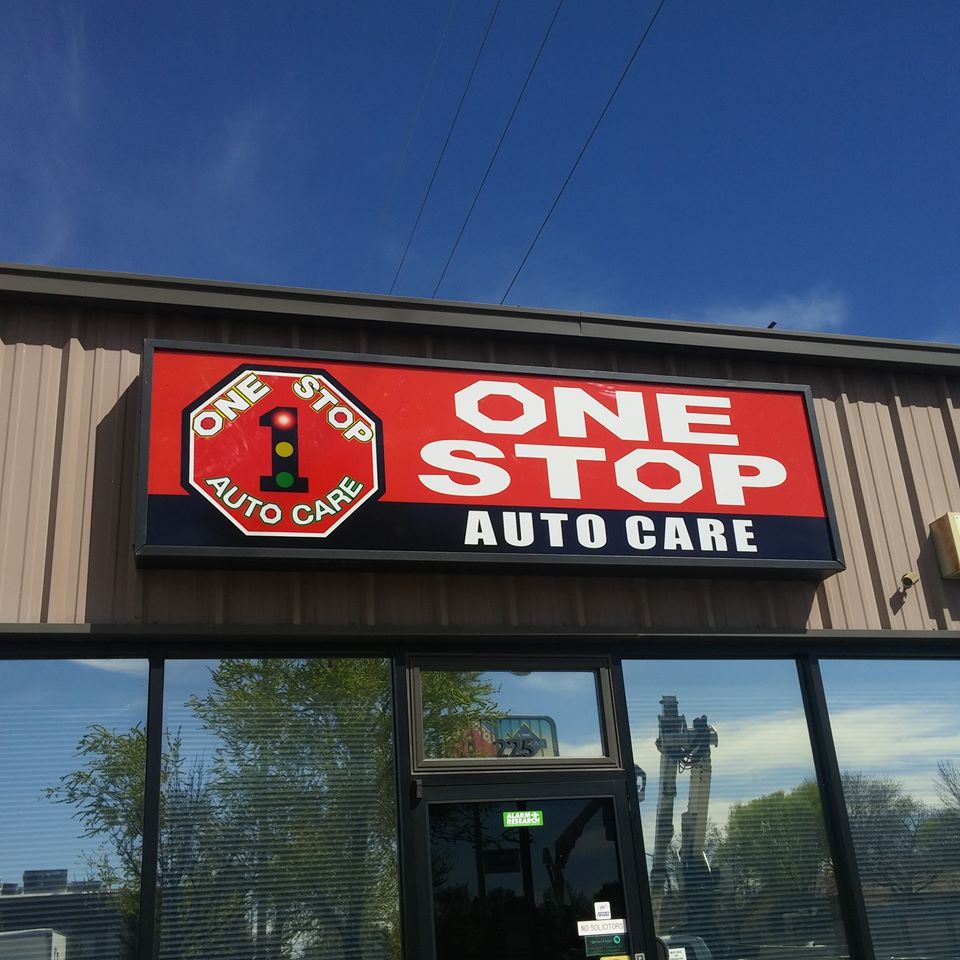 ONE STOP
1
AUTO CARE
ONE
STOP
AUTO CARE
225
ALARM
RESEARCH
NO SOLICITORS